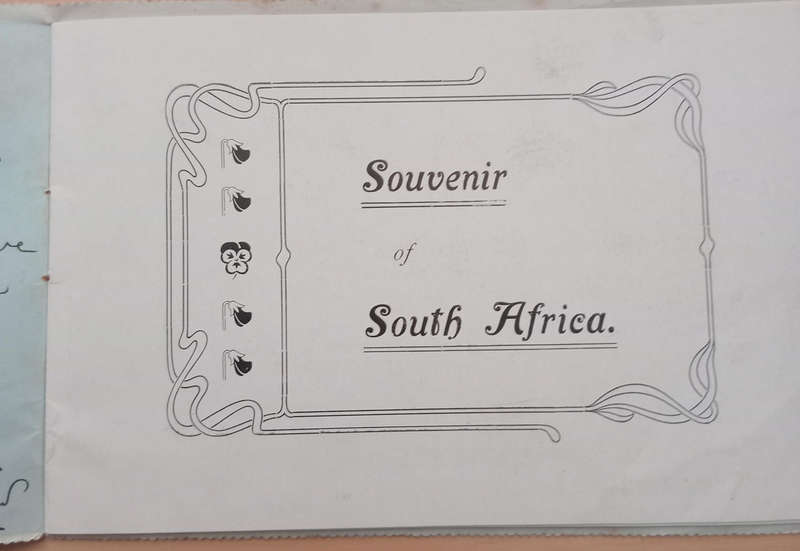 Souvenir
of
South Africa.